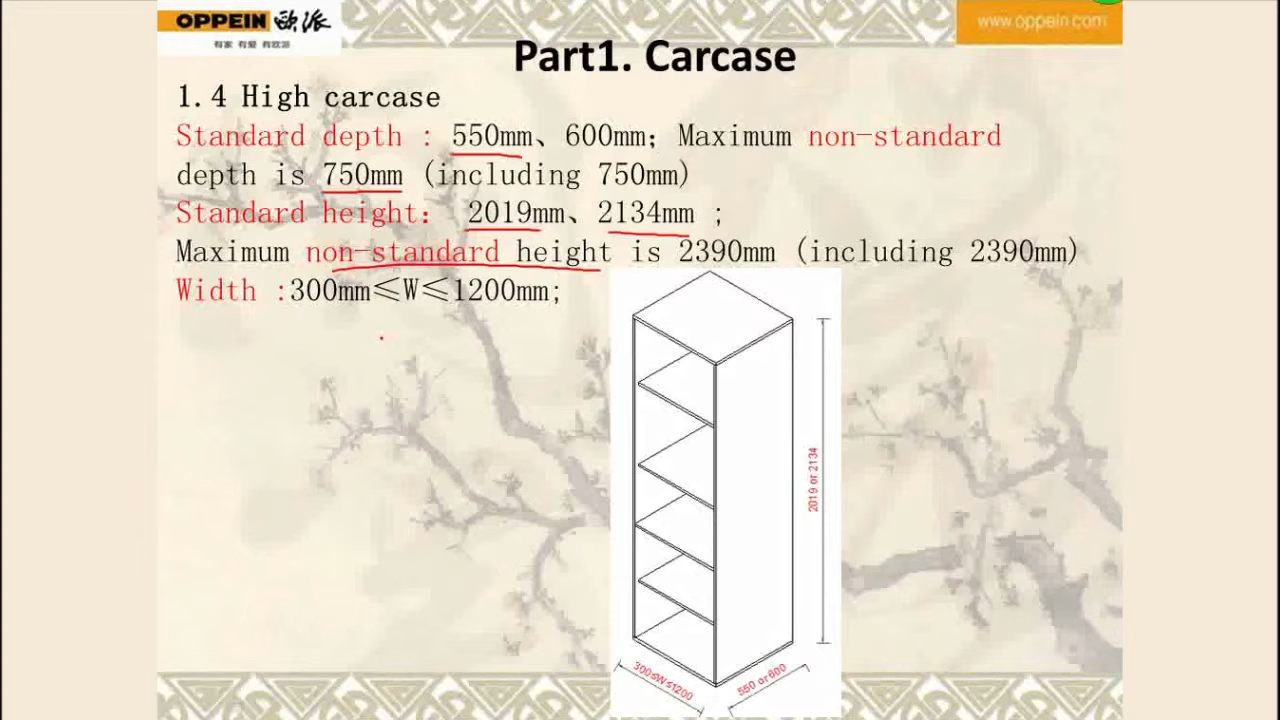 OPPEIN 欧派
有家 有爱 有欧派
www.oppein.com
Part1. Carcase
1.4 High carcase
Standard depth : 550mm、600mm; Maximum non-standard
depth is 750mm (including 750mm)
Standard height: 2019mm、2134mm ;
Maximum non-standard height is 2390mm (including 2390mm)
Width :300mm≤W≤1200mm;
2019 or 2134
300≤W≤1200
550 or 600